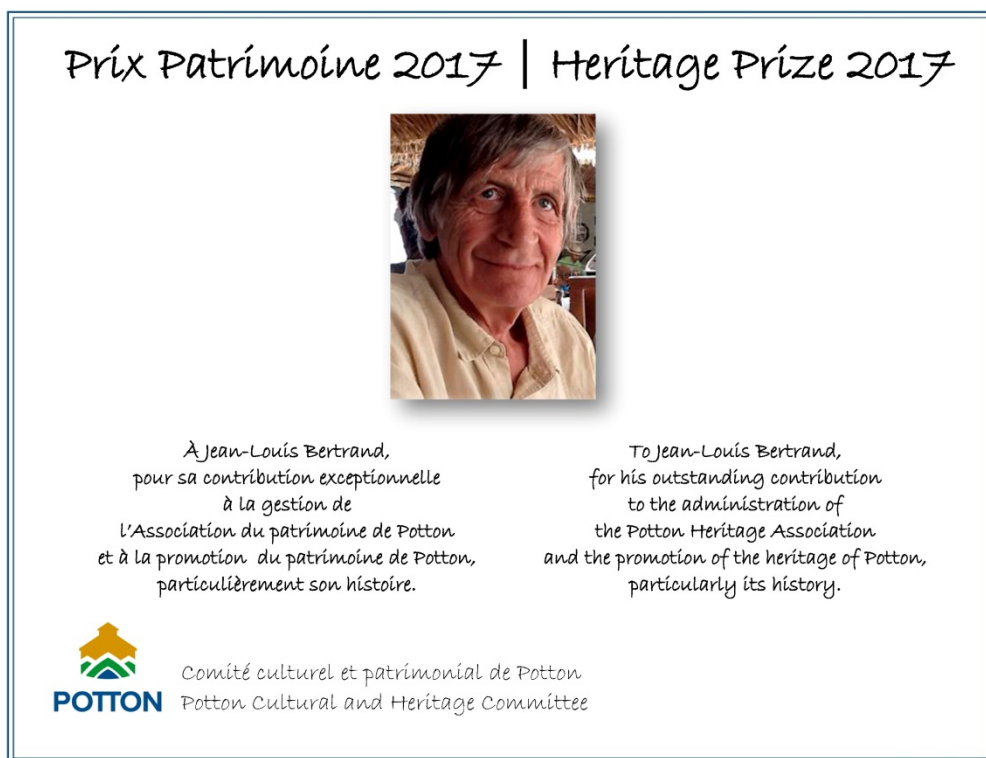 Prix Patrimoine 2017 | Heritage Prize 2017
À Jean-Louis Bertrand,
pour sa contribution exceptionnelle
à la gestion de
l'Association du patrimoine de Potton
et à la promotion du patrimoine de Potton,
particulièrement son histoire.
To Jean-Louis Bertrand,
for his outstanding contribution
to the administration of
the Potton Heritage Association
and the promotion of the heritage of Potton,
particularly its history.
POTTON
Comité culturel et patrimonial de Potton
Potton Cultural and Heritage Committee